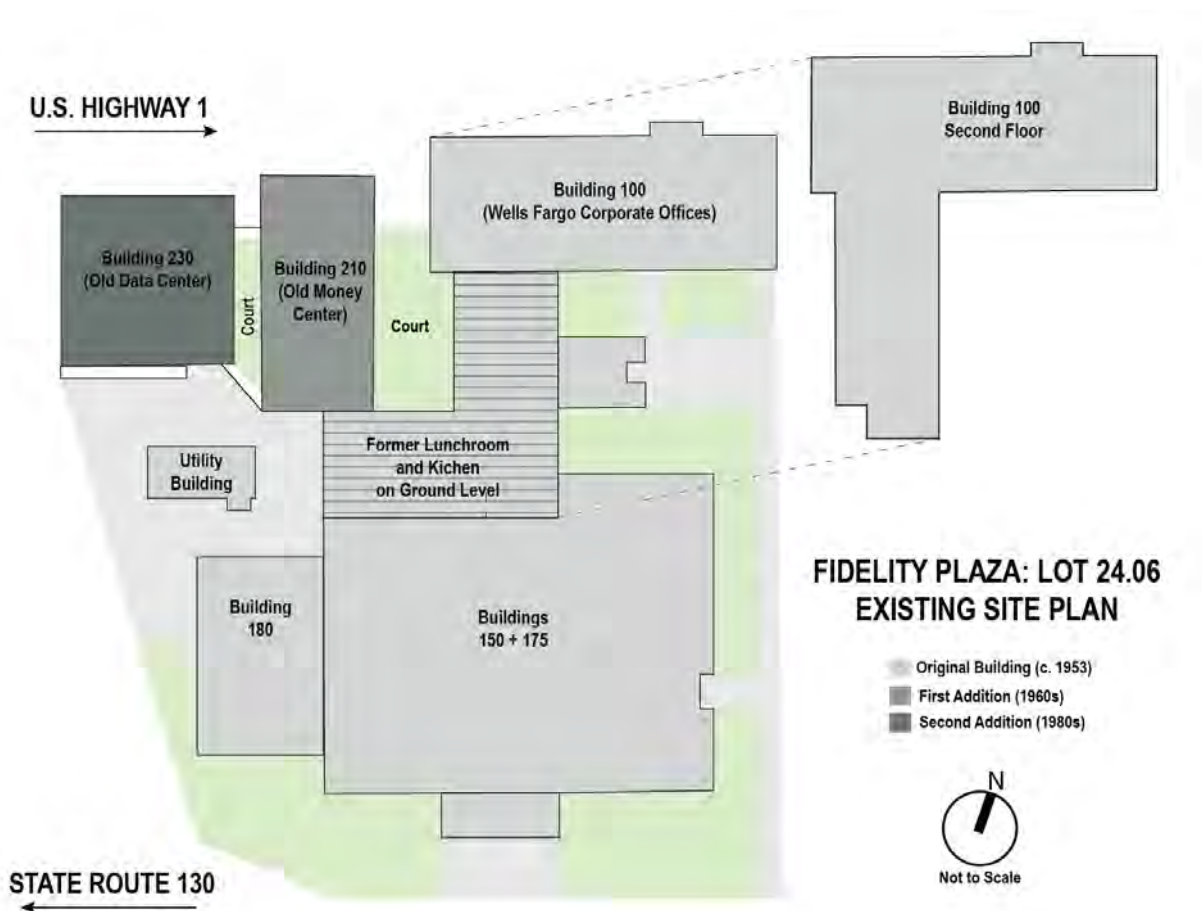 U.S. HIGHWAY 1
Building 100
Second Floor
Building 100
(Wells Fargo Corporate Offices)
Building 230
(Old Data Center)
Court
Building 210
(Old Money
Center)
Court
Former Lunchroom
and Kichen
on Ground Level
Utility
Building
Building
180
Buildings
150 + 175
FIDELITY PLAZA: LOT 24.06
EXISTING SITE PLAN
Original Building (c. 1953)
First Addition (1960s)
Second Addition (1980s)
N
Not to Scale
STATE ROUTE 130